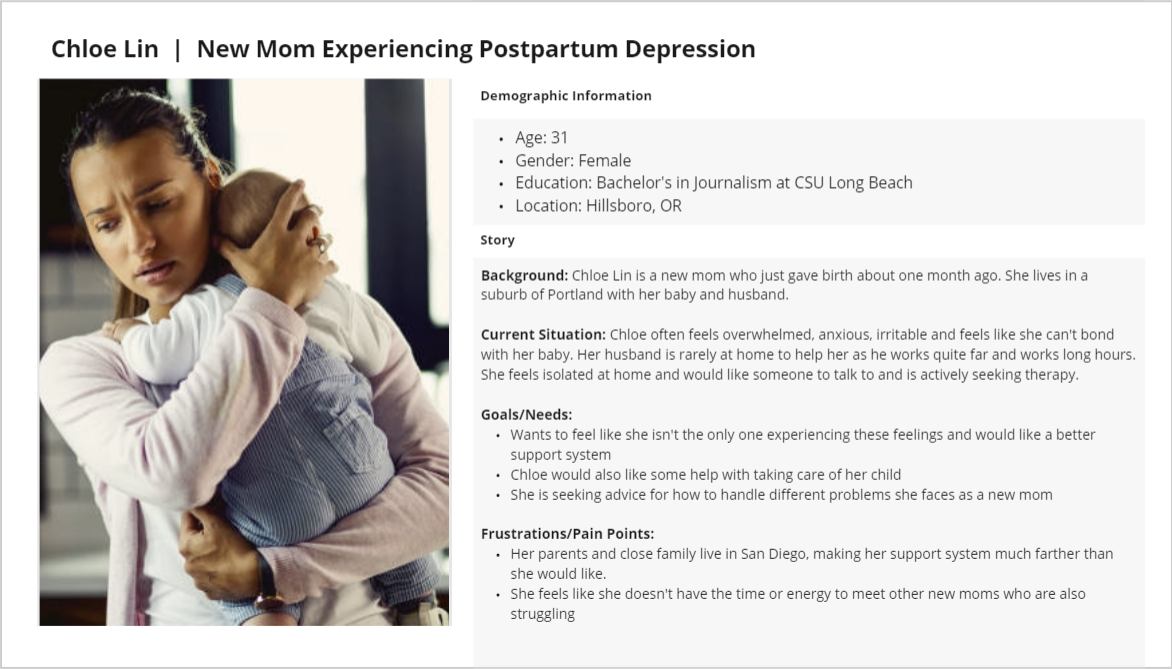 Chloe Lin | New Mom Experiencing Postpartum Depression
Demographic Information
• Age: 31
• Gender: Female
• Education: Bachelor's in Journalism at CSU Long Beach
• Location: Hillsboro, OR
Story
Background: Chloe Lin is a new mom who just gave birth about one month ago. She lives in a
suburb of Portland with her baby and husband.
Current Situation: Chloe often feels overwhelmed, anxious, irritable and feels like she can't bond
with her baby. Her husband is rarely at home to help her as he works quite far and works long hours.
She feels isolated at home and would like someone to talk to and is actively seeking therapy.
Goals/Needs:
• Wants to feel like she isn't the only one experiencing these feelings and would like a better
support system
• Chloe would also like some help with taking care of her child
• She is seeking advice for how to handle different problems she faces as a new mom
Frustrations/Pain Points:
• Her parents and close family live in San Diego, making her support system much farther than
she would like.
• She feels like she doesn't have the time or energy to meet other new moms who are also
struggling